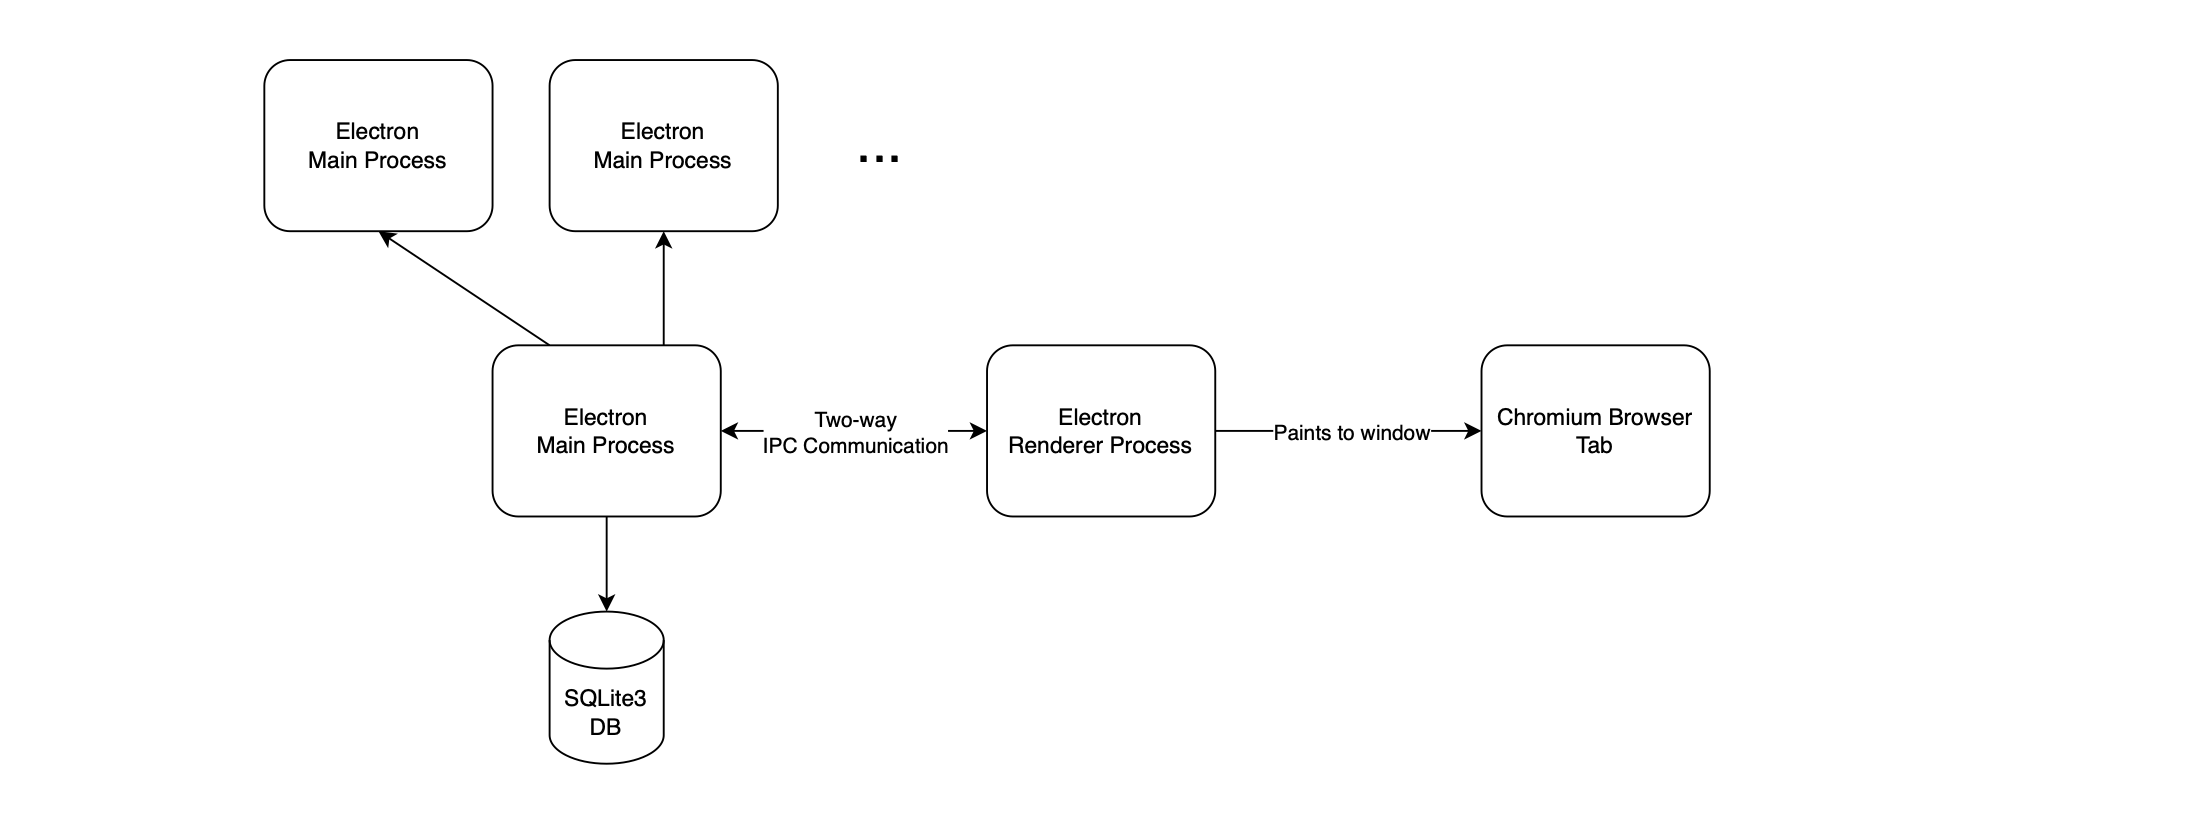 Electron
Main Process
Electron
Main Process
...
Electron
Main Process
Two-way
IPC Communication
Electron
Renderer Process
Paints to window
Chromium Browser
Tab
SQLite3
DB